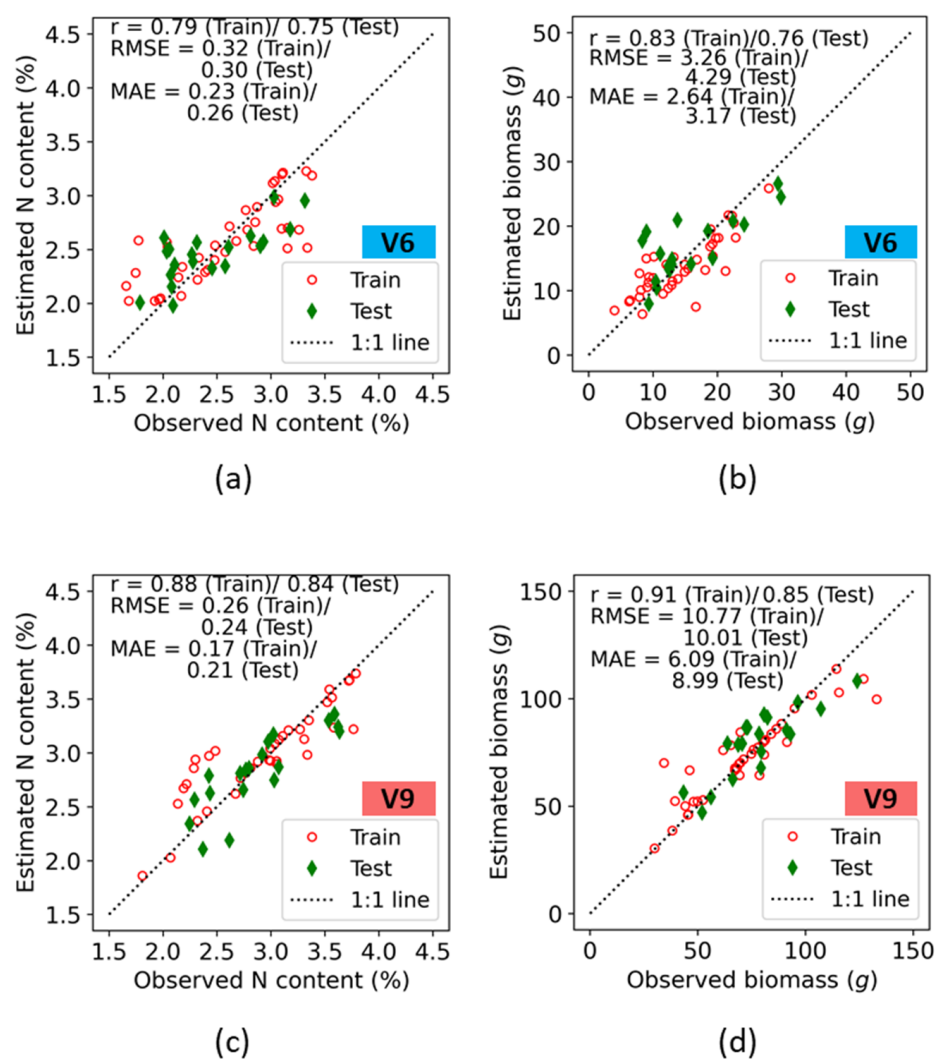 r = 0.79 (Train)/ 0.75 (Test)
RMSE = 0.32 (Train)/
0.30 (Test)
MAE = 0.23 (Train)/
0.26 (Test)
V6
Train
Test
1:1 line
4.5
4.0
3.5
3.0
2.5
2.0
1.5
Estimated N content (%)
1.5 2.0 2.5 3.0 3.5 4.0 4.5
Observed N content (%)
(a)
r = 0.83 (Train)/0.76 (Test)
RMSE = 3.26 (Train)/
4.29 (Test)
MAE = 2.64 (Train)/
3.17 (Test)
V6
Train
Test
1:1 line
50
40
30
20
10
0
Estimated biomass (g)
0 10 20 30 40 50
Observed biomass (g)
(b)
r = 0.88 (Train)/ 0.84 (Test)
RMSE = 0.26 (Train)/
0.24 (Test)
MAE = 0.17 (Train)/
0.21 (Test)
V9
Train
Test
1:1 line
4.5
4.0
3.5
3.0
2.5
2.0
1.5
Estimated N content (%)
1.5 2.0 2.5 3.0 3.5 4.0 4.5
Observed N content (%)
(c)
r = 0.91 (Train)/ 0.85 (Test)
RMSE = 10.77 (Train)/
10.01 (Test)
MAE = 6.09 (Train)/
8.99 (Test)
V9
Train
Test
1:1 line
150
100
50
0
Estimated biomass (g)
0 50 100 150
Observed biomass (g)
(d)